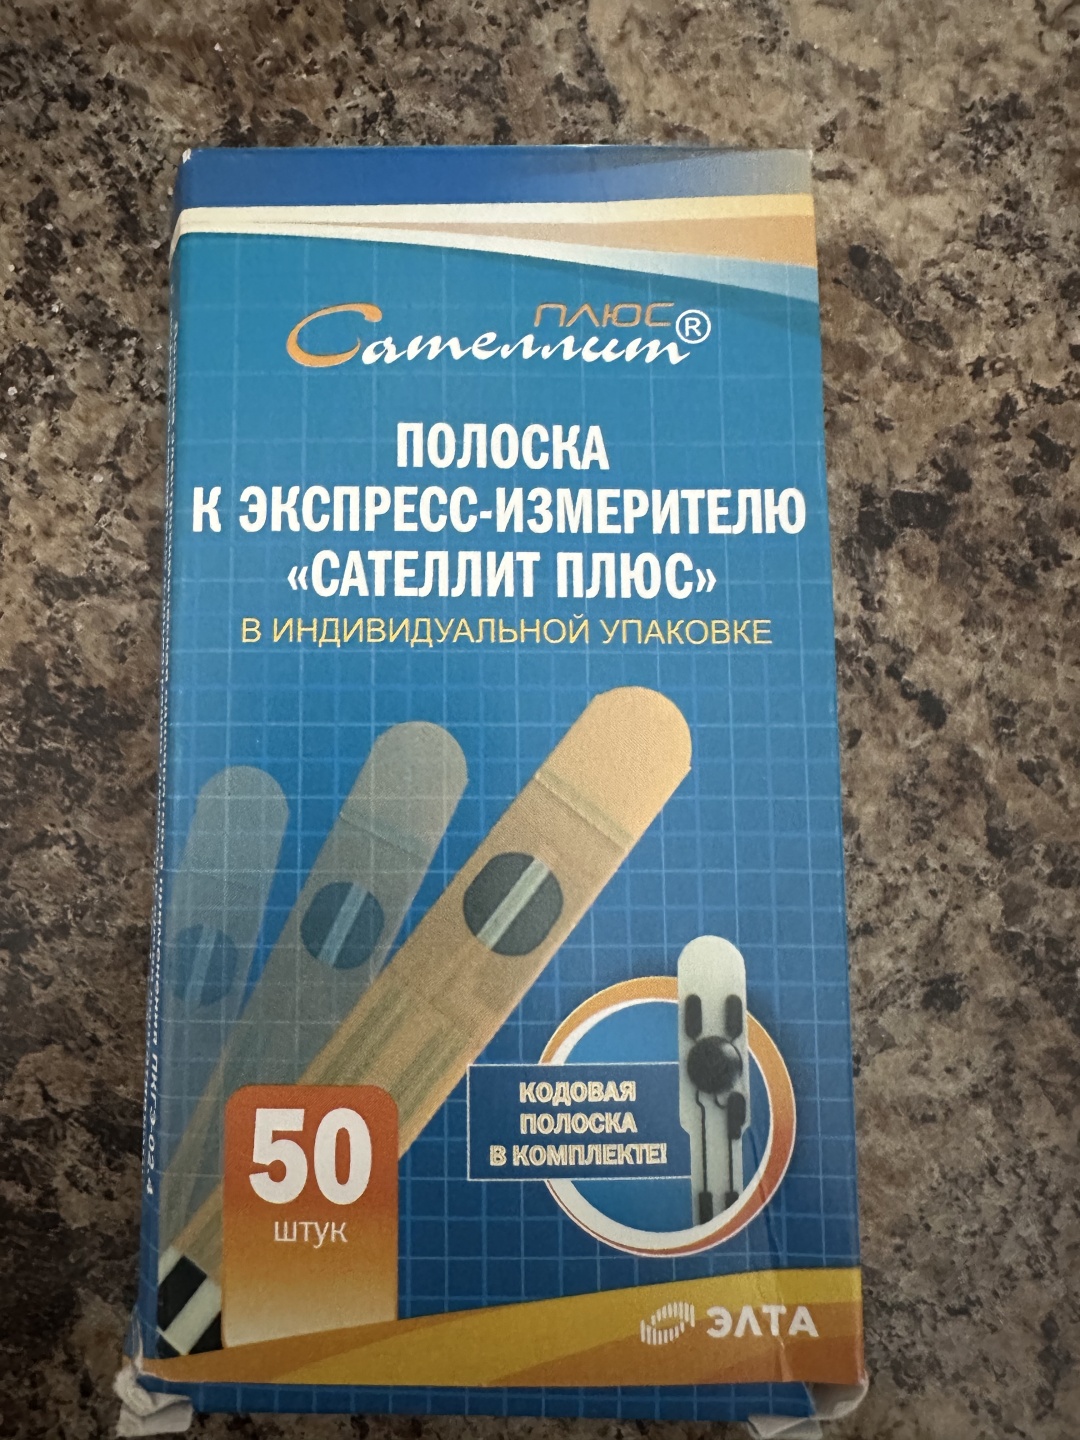 ПЛЮС
Сателлит®
ПОЛОСКА
К ЭКСПРЕСС-ИЗМЕРИТЕЛЮ
«САТЕЛЛИТ ПЛЮС»
В ИНДИВИДУАЛЬНОЙ УПАКОВКЕ
КОДОВАЯ
ПОЛОСКА
В КОМПЛЕКТЕ!
50
ШТУК
ЭЛТА